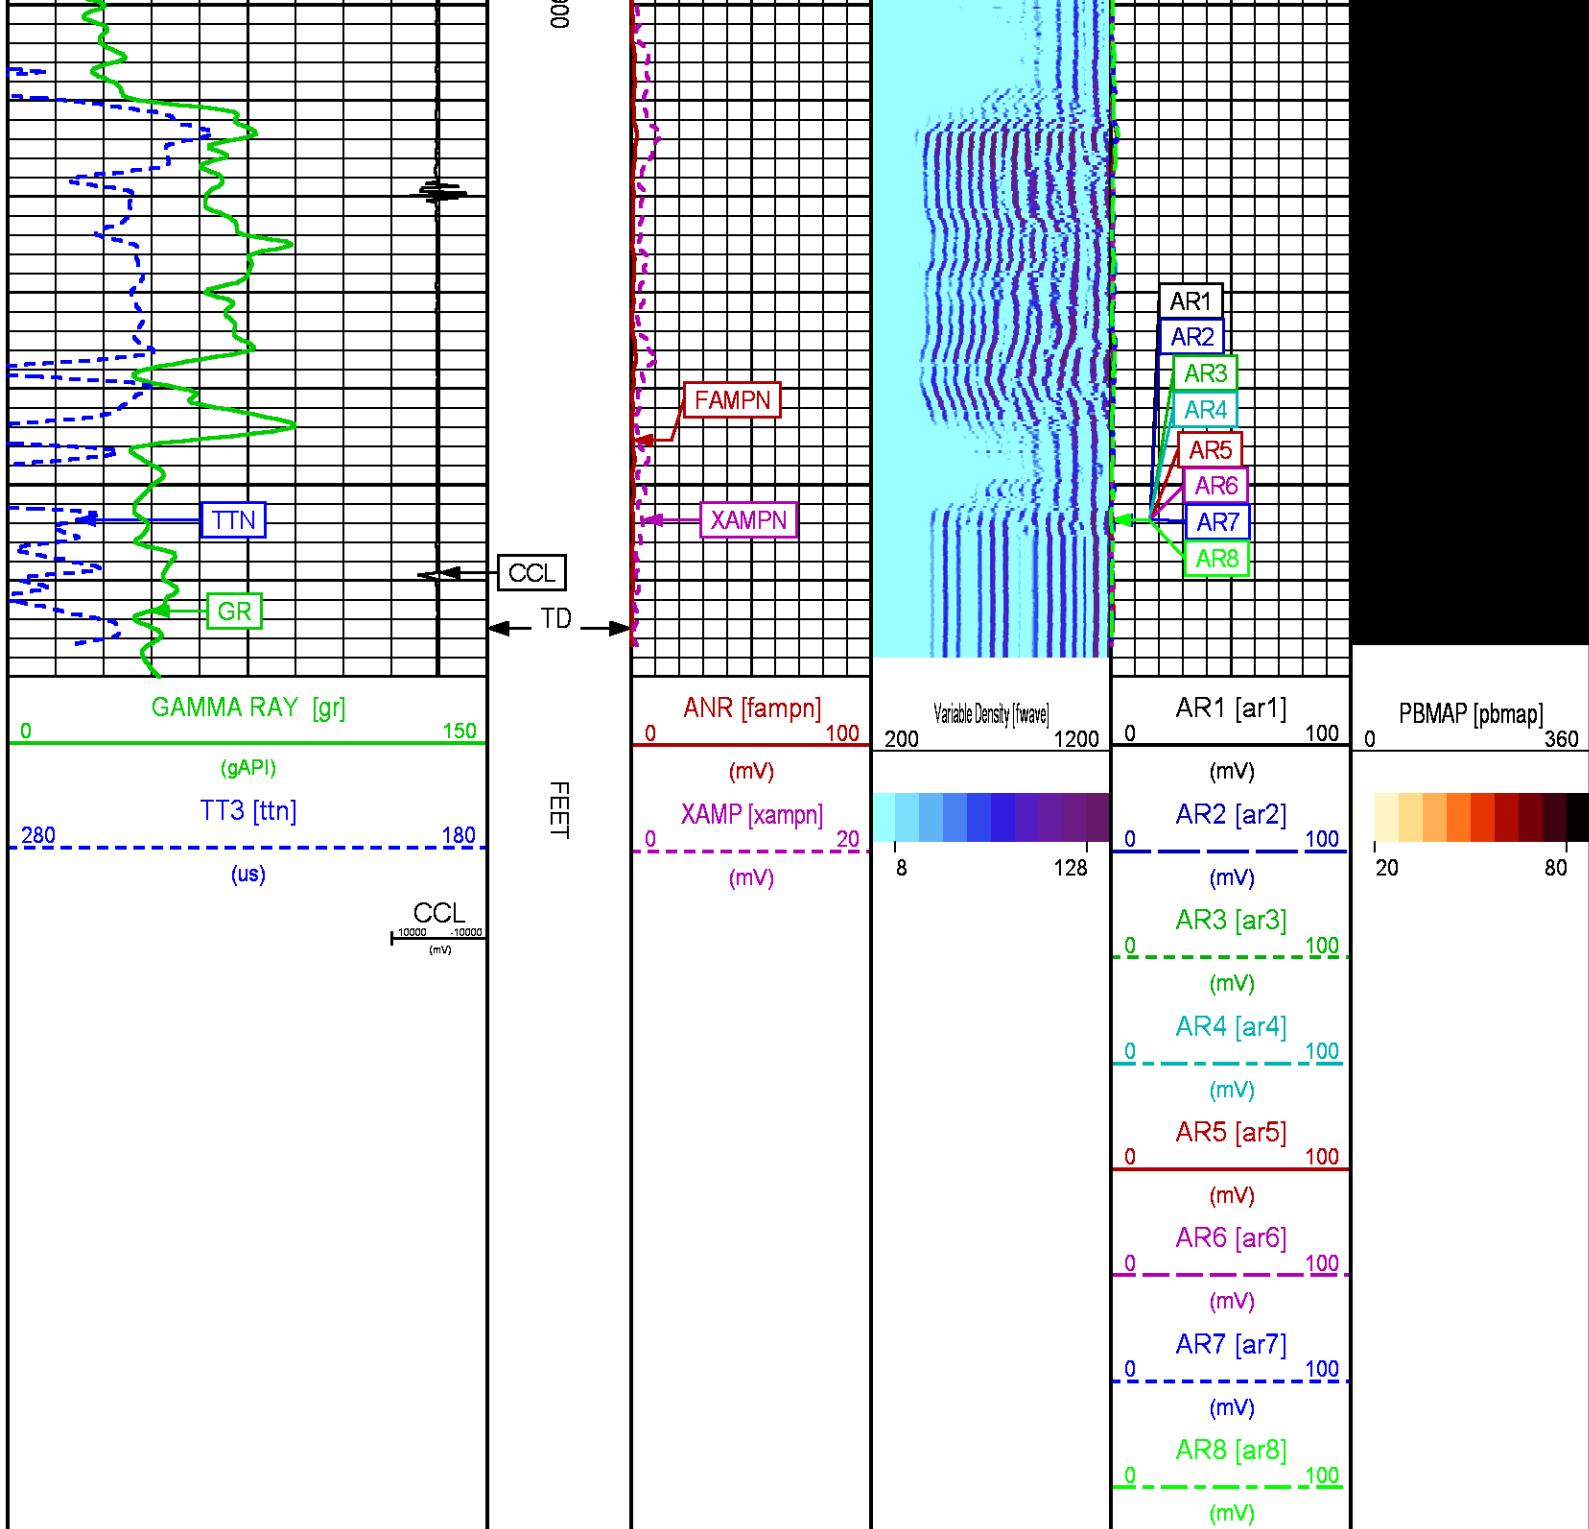 900
AR1
AR2
AR3
AR4
AR5
AR6
AR7
AR8
FAMPN
XAMPN
TTN
CCL
GR
TD
GAMMA RAY [gr]
0 150
(gAPI)
TT3 [ttn]
280 180
(us)
CCL
10000 -10000
(mV)
FEET
ANR [fampn]
0 100
(mV)
XAMP [xampn]
0 20
(mV)
Variable Density [fwave]
200 1200
8 128
AR1 [ar1]
0 100
(mV)
AR2 [ar2]
0 100
(mV)
AR3 [ar3]
0 100
(mV)
AR4 [ar4]
0 100
(mV)
AR5 [ar5]
0 100
(mV)
AR6 [ar6]
0 100
(mV)
AR7 [ar7]
0 100
(mV)
AR8 [ar8]
0 100
(mV)
PBMAP [pbmap]
0 360
20 80